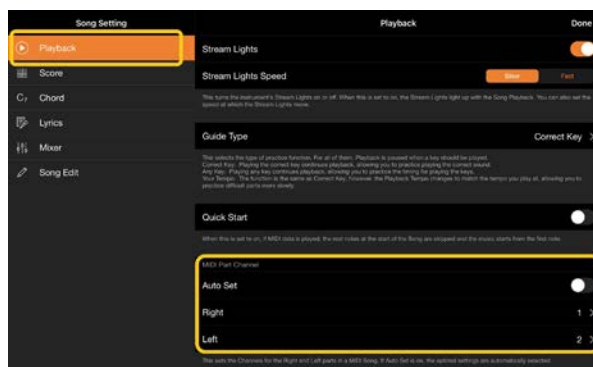 Song Setting
Playback
Done
Playback
Score
Chord
Lyrics
Mixer
Song Edit
Stream Lights
Stream Lights Speed
Slow
Fast
This turns the instrument's Stream Lights on or off. When this is set to on, the Stream Lights light up with the Song Playback. You can also set the
speed at which the Stream Lights move.
Guide Type
Correct Key
This selects the type of practice function. For all of them, Playback is paused when a key should be played.
Correct Key: Playing the correct key continues playback, allowing you to practice playing the correct keys.
Any Key: Playing any key continues playback, allowing you to practice the timing for playing the keys.
Your Tempo: The function is the same as Correct Key, however the Playback Tempo changes to match the tempo you play at, allowing you to
practice difficult parts more slowly.
Quick Start
When this is set to on, if MIDI data is played, the rest notes at the start of the Song are skipped and the music starts from the first note.
MIDI Part Channel
Auto Set
Right
1
Left
2
This sets the Channels for the Right and Left parts in a MIDI Song. If Auto Set is on, the optimal settings are automatically selected.